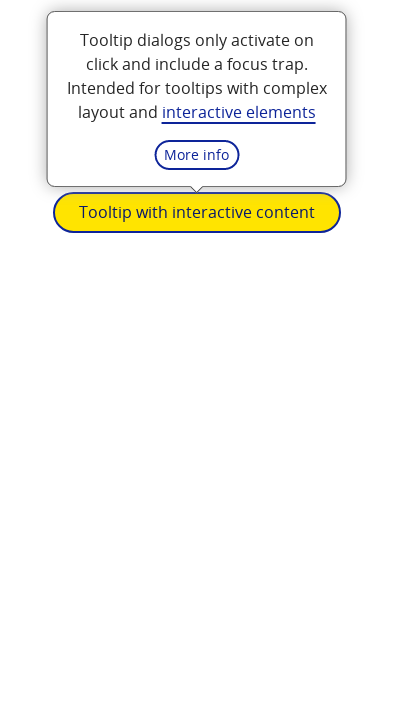 Tooltip dialogs only activate on
click and include a focus trap.
Intended for tooltips with complex
layout and interactive elements
More info
Tooltip with interactive content